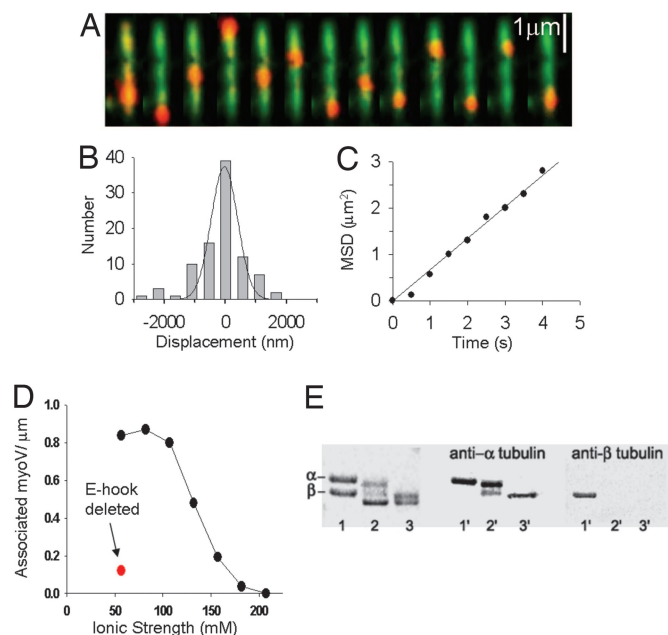 A
1μm
B
40
30
20
10
0
Number
-2000
0
2000
Displacement (nm)
C
3
2
1
0
MSD (μm²)
0
1
2
3
4
5
Time (s)
D
1.0
0.8
0.6
0.4
0.2
0.0
Associated myoV/ μm
E-hook
deleted
0
50
100
150
200
Ionic Strength (mM)
E
anti–α tubulin
anti-β tubulin
α–
β–
1
2
3
1'
2'
3'
1'
2'
3'